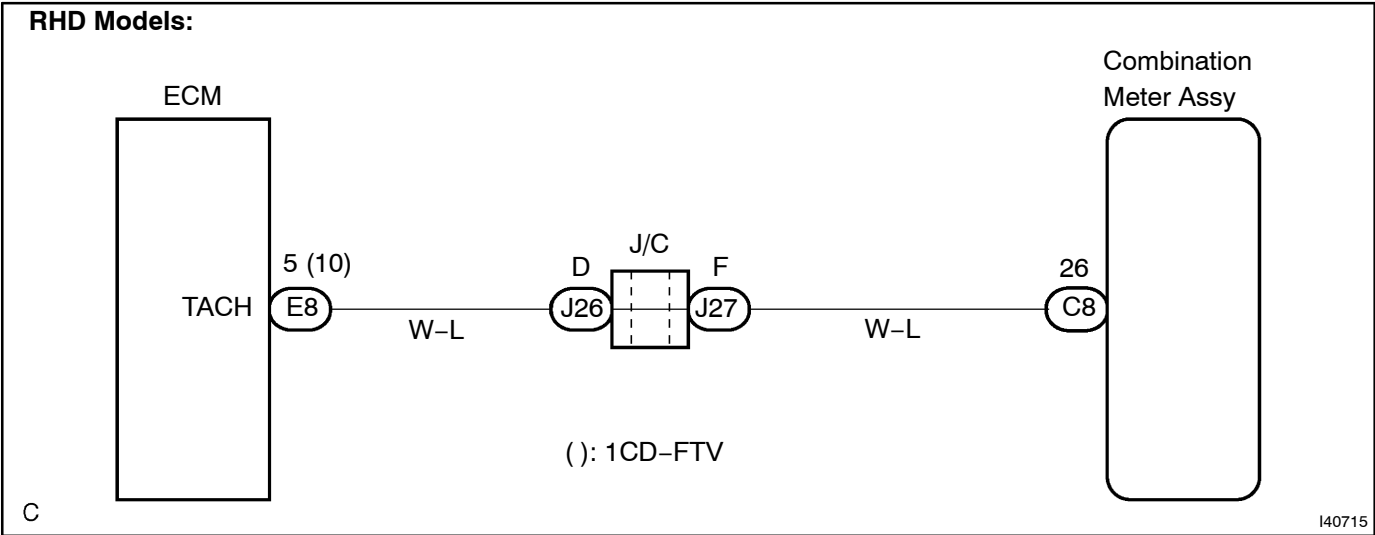 RHD Models:
Combination
Meter Assy
ECM
J/C
5 (10)
D
F
26
TACH
E8
J26
J27
C8
W−L
W−L
( ): 1CD−FTV
C
I40715